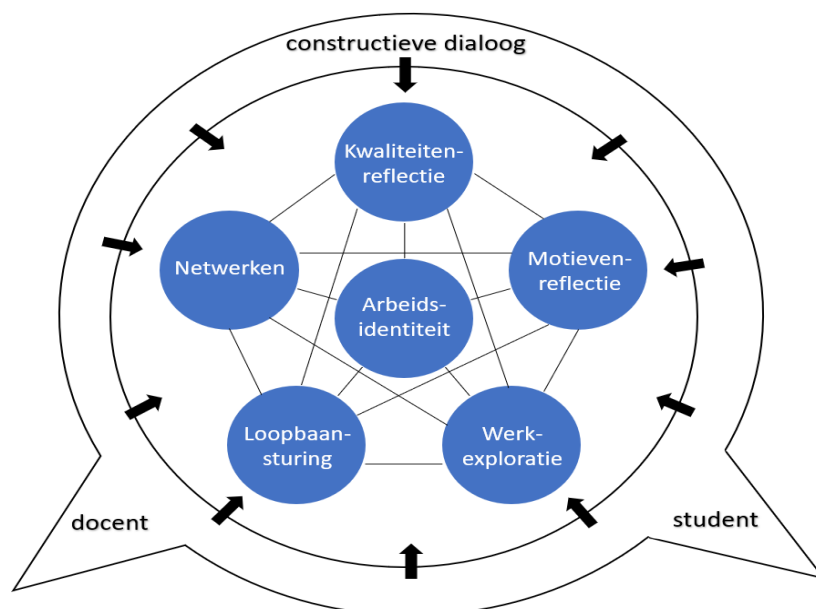 constructieve dialoog
Kwaliteiten-
reflectie
Netwerken
Motieven-
reflectie
Arbeids-
identiteit
Loopbaan-
sturing
Werk-
exploratie
docent
student